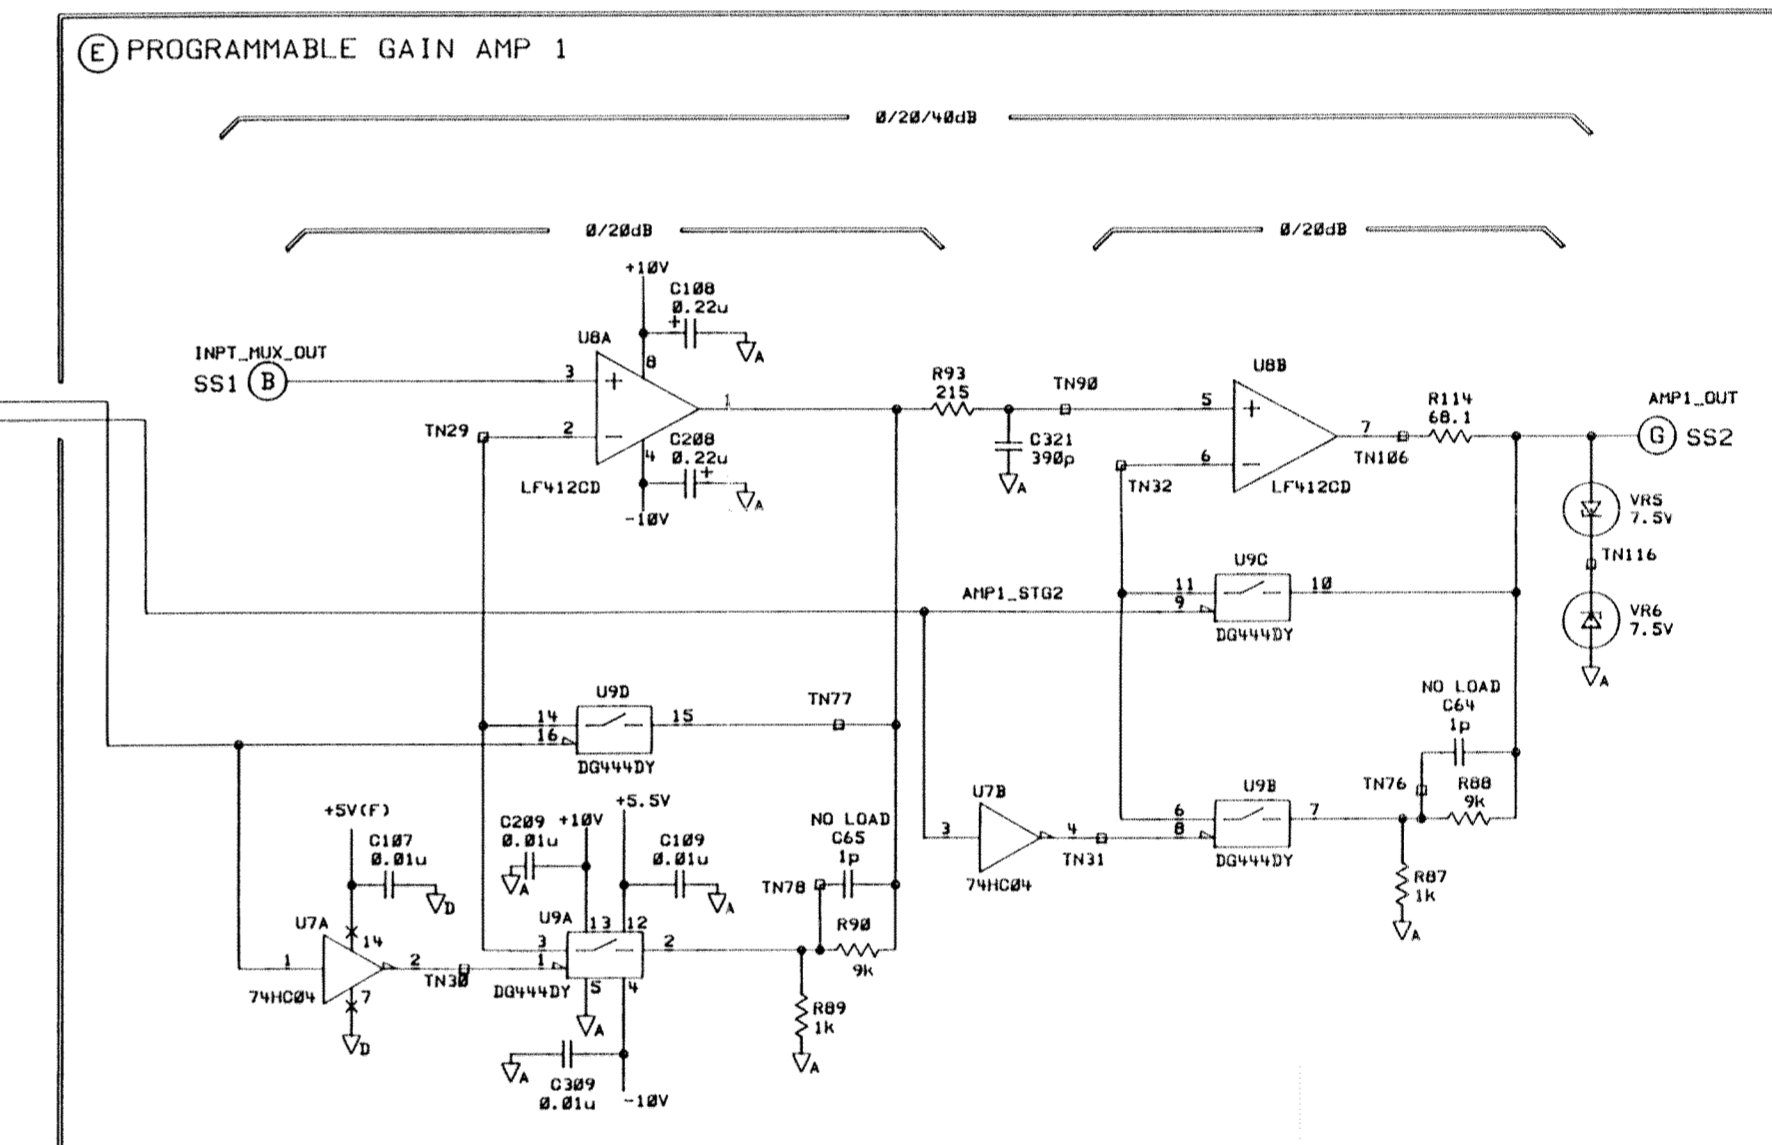 E PROGRAMMABLE GAIN AMP 1
0/20/40dB
0/20dB
0/20dB
+10V
C108
0.22u
+
A
U8A
8
INPT_MUX_OUT
SS1 B
3
+
1
TN29
2
-
4
C208
0.22u
+
A
LF412CD
-10V
R93
215
TN90
C321
390p
A
U8B
5
+
6
-
7
TN32
LF412CD
TN106
R114
68.1
AMP1_OUT
G SS2
VR5
7.5V
TN116
VR6
7.5V
A
AMP1_STG2
U9C
11
9
10
DG444DY
U9D
14
16
15
DG444DY
TN77
NO LOAD
C64
1p
TN76
R88
9k
U7B
3
4
TN31
74HC04
U9B
6
8
7
DG444DY
R87
1k
A
+5V(F)
C107
0.01u
D
U7A
14
1
2
7
74HC04
D
TN30
C209
0.01u
A
+10V
+5.5V
C109
0.01u
A
U9A
13
12
3
1
2
5
4
DG444DY
A
A
C309
0.01u
-10V
NO LOAD
C65
1p
TN78
R90
9k
R89
1k
A